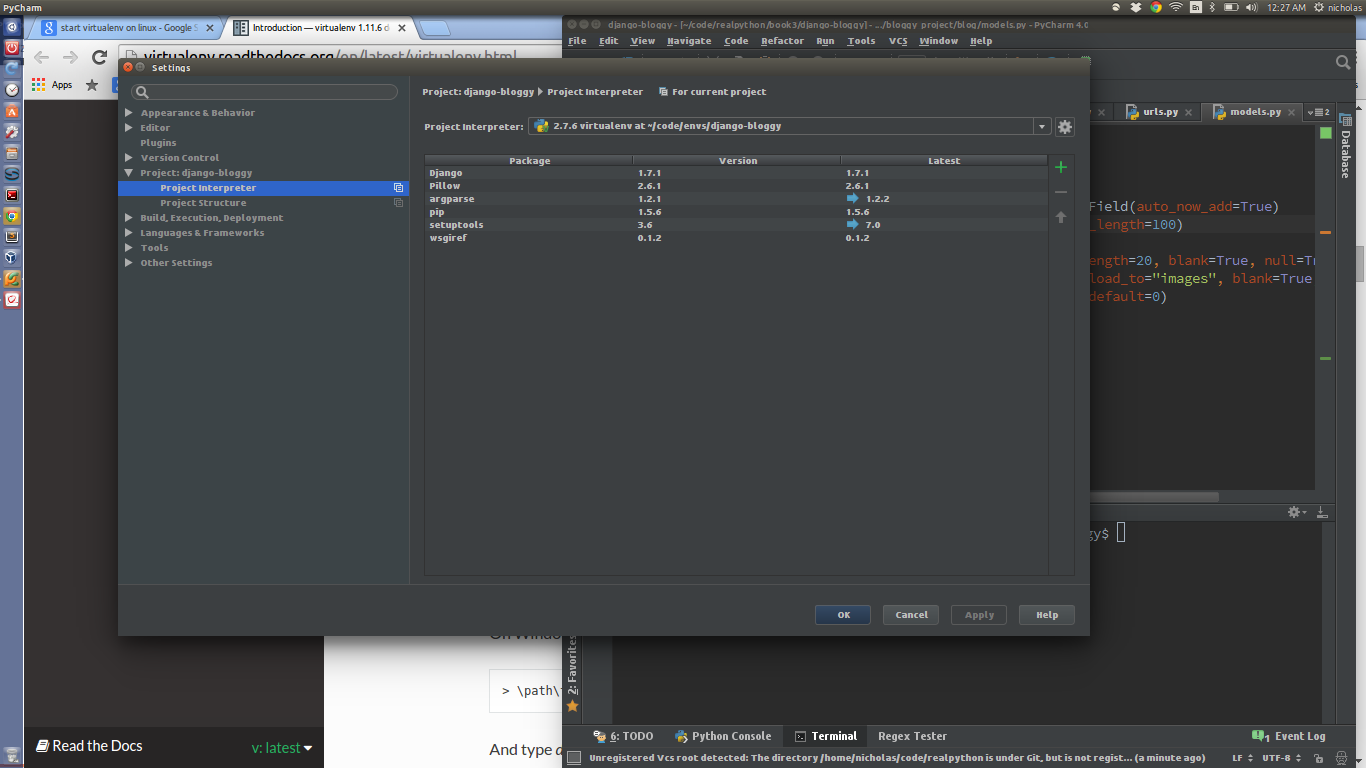 PyCharm
En
12:27 AM
nicholas
start virtualenv on linux - Google S
Introduction — virtualenv 1.11.6 d
virtualenv.readthedocs.org/en/latest/virtualenv.html
Apps
django-bloggy - [~/code/realpython/book3/django-bloggy] - .../bloggy_project/blog/models.py - PyCharm 4.0
File Edit View Navigate Code Refactor Run Tools VCS Window Help
urls.py
models.py
2
Database
Settings
Appearance & Behavior
Editor
Plugins
Version Control
Project: django-bloggy
Project Interpreter
Project Structure
Build, Execution, Deployment
Languages & Frameworks
Tools
Other Settings
Project: django-bloggy Project Interpreter For current project
Project Interpreter: 2.7.6 virtualenv at ~/code/envs/django-bloggy
Package Version Latest
Django 1.7.1 1.7.1
Pillow 2.6.1 2.6.1
argparse 1.2.1 1.2.2
pip 1.5.6 1.5.6
setuptools 3.6 7.0
wsgiref 0.1.2 0.1.2
OK
Cancel
Apply
Help
Field(auto_now_add=True)
_length=100)
ength=20, blank=True, null=Tr
load_to="images", blank=True
default=0)
gy$
On Windo
> \path\
And type
Read the Docs
v: latest
2: Favorites
6: TODO
Python Console
Terminal
Regex Tester
1 Event Log
Unregistered Vcs root detected: The directory /home/nicholas/code/realpython is under Git, but is not regist... (a minute ago)
LF
UTF-8